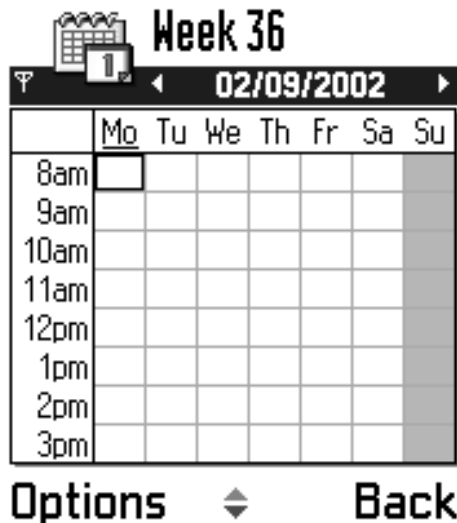 Week 36
1
02/09/2002
Mo Tu We Th Fr Sa Su
8am
9am
10am
11am
12pm
1pm
2pm
3pm
Options Back